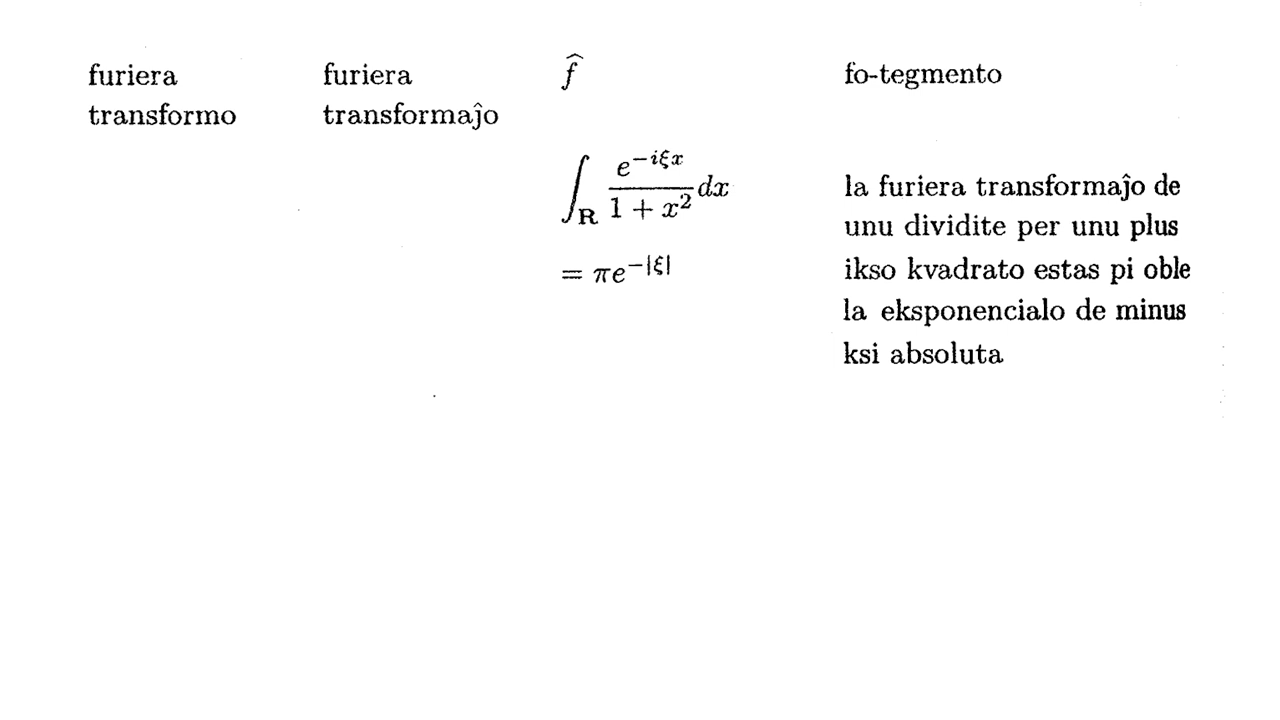 furiera furiera $\widehat{f}$ fo-tegmento
transformo transformaĵo
$\int_{\mathbf{R}} \frac{e^{-i\xi x}}{1+x^2} dx$ la furiera transformaĵo de
unu dividite per unu plus
$= \pi e^{-|\xi|}$ ikso kvadrato estas pi oble
la eksponencialo de minus
ksi absoluta